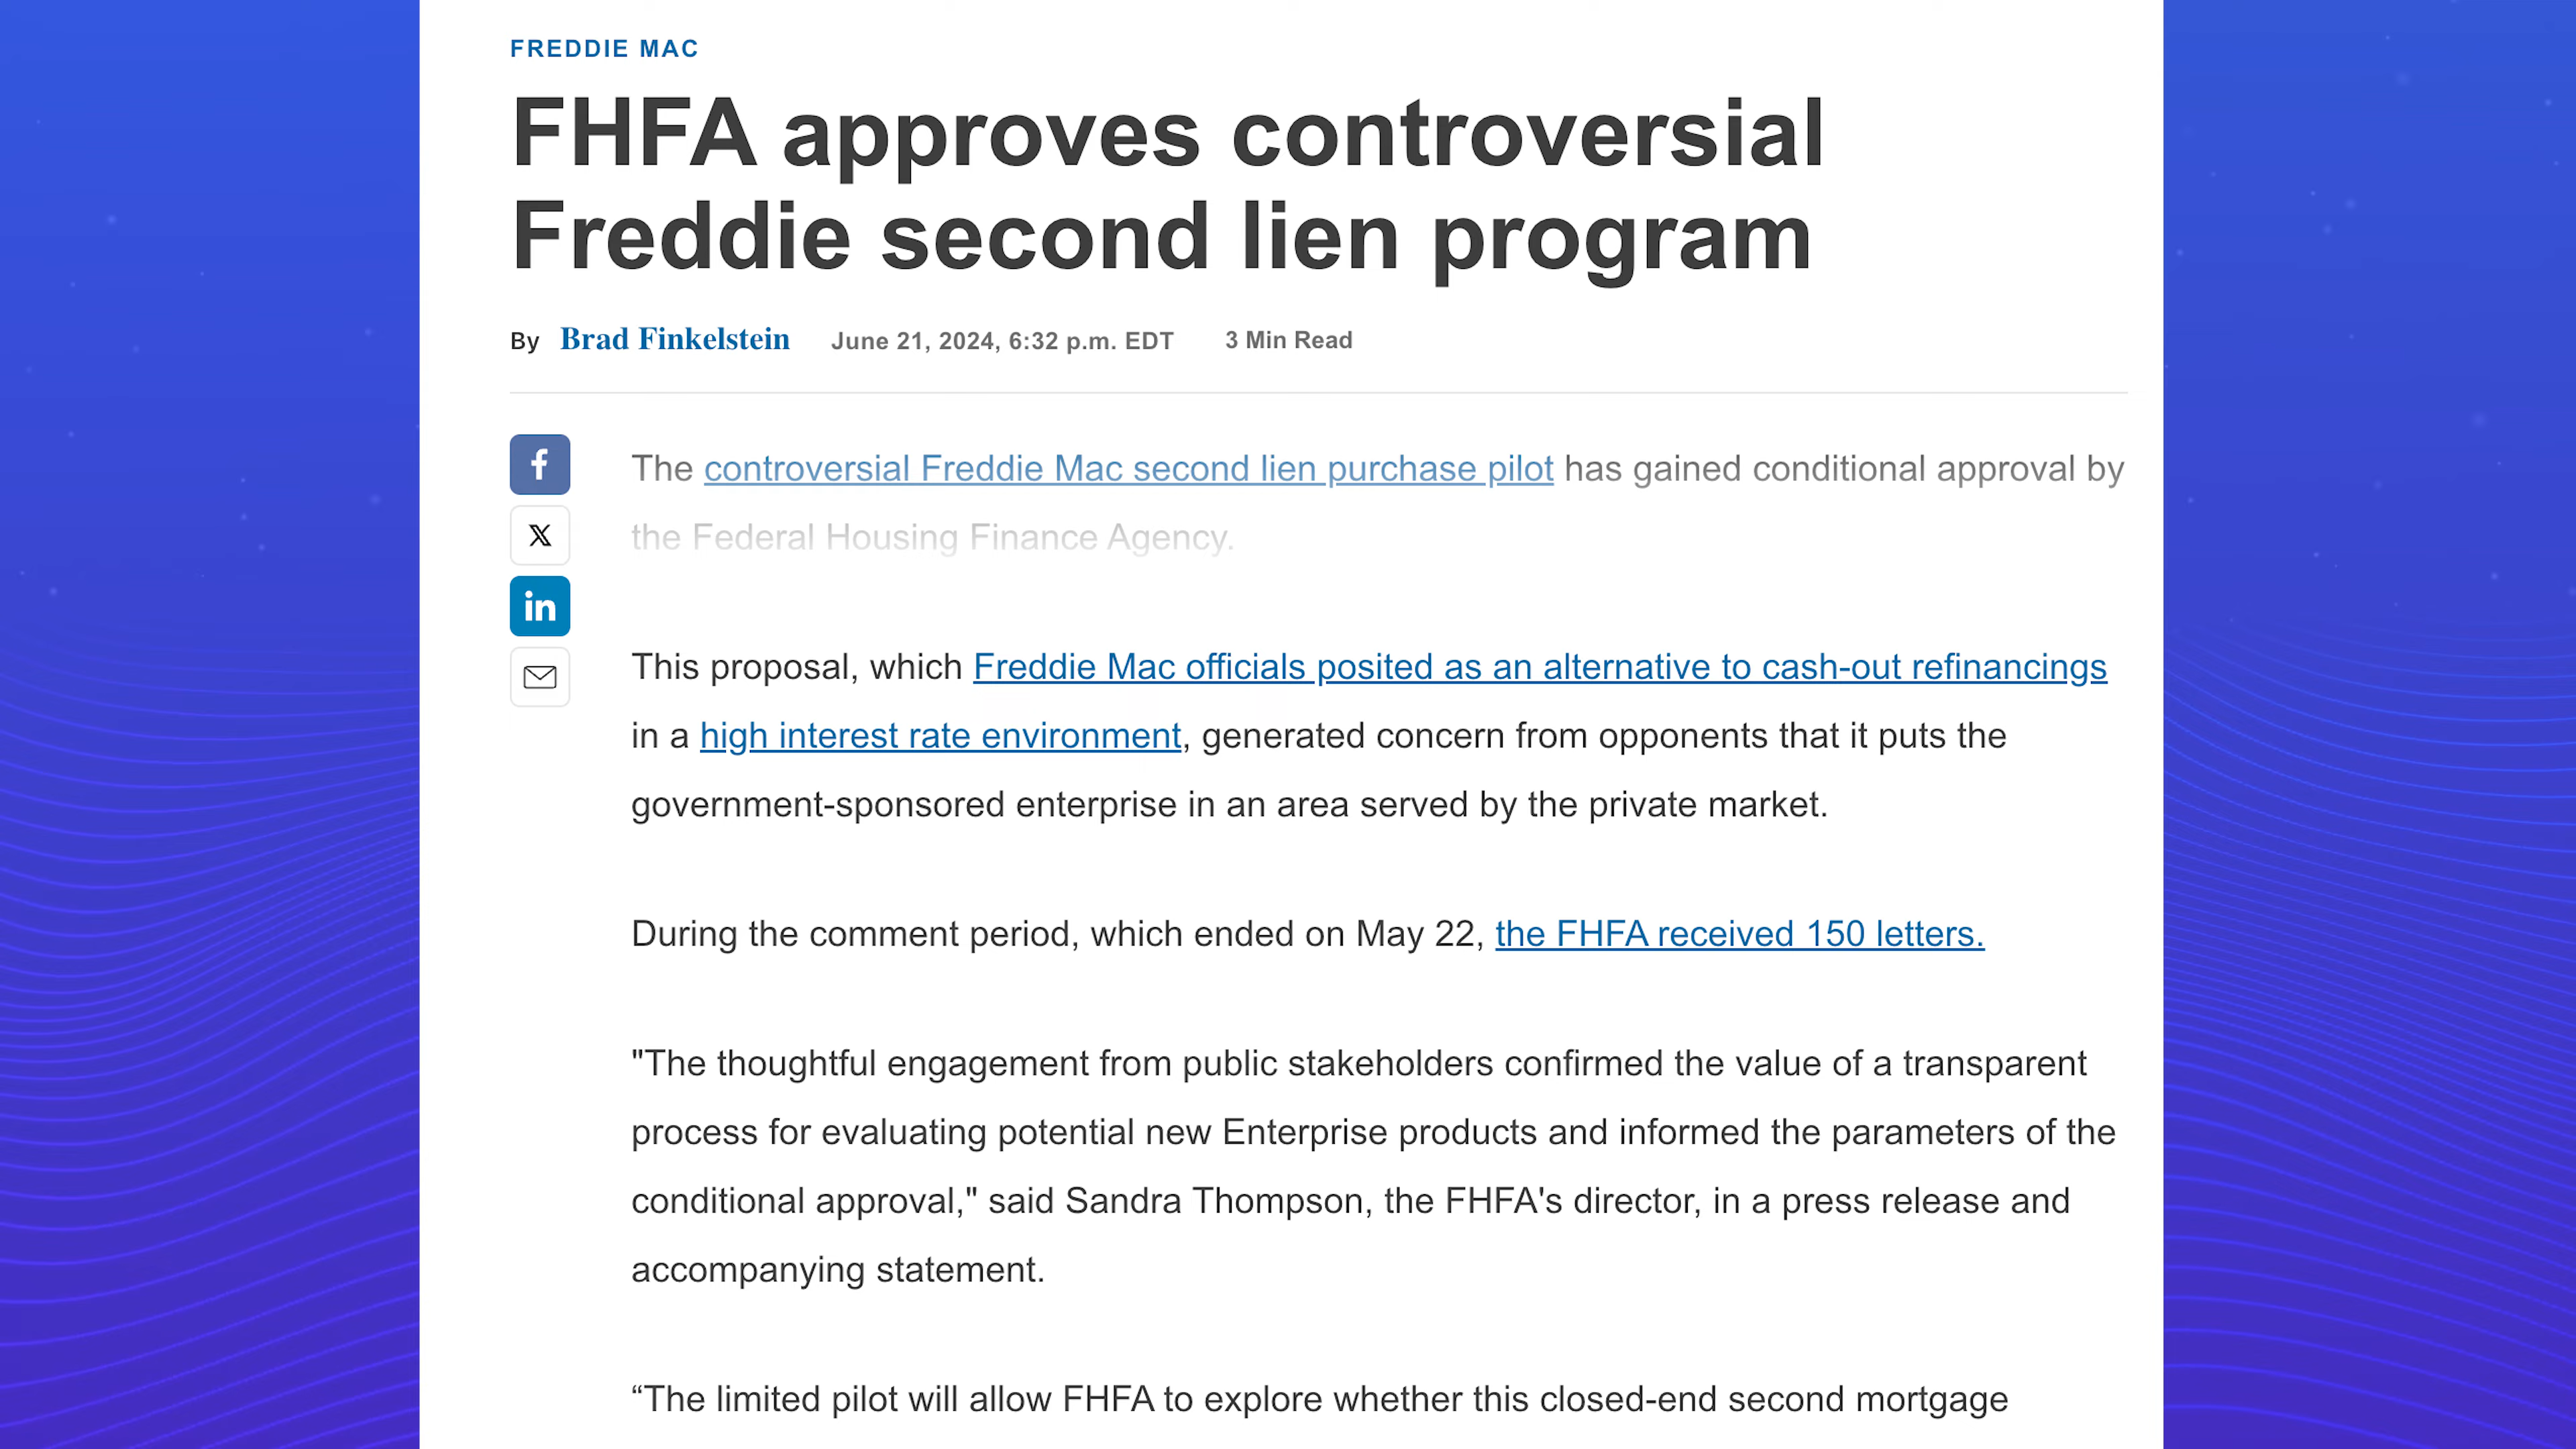 FREDDIE MAC
FHFA approves controversial
Freddie second lien program
By Brad Finkelstein June 21, 2024, 6:32 p.m. EDT 3 Min Read
The controversial Freddie Mac second lien purchase pilot has gained conditional approval by
the Federal Housing Finance Agency.
This proposal, which Freddie Mac officials posited as an alternative to cash-out refinancings
in a high interest rate environment, generated concern from opponents that it puts the
government-sponsored enterprise in an area served by the private market.
During the comment period, which ended on May 22, the FHFA received 150 letters.
"The thoughtful engagement from public stakeholders confirmed the value of a transparent
process for evaluating potential new Enterprise products and informed the parameters of the
conditional approval," said Sandra Thompson, the FHFA's director, in a press release and
accompanying statement.
“The limited pilot will allow FHFA to explore whether this closed-end second mortgage